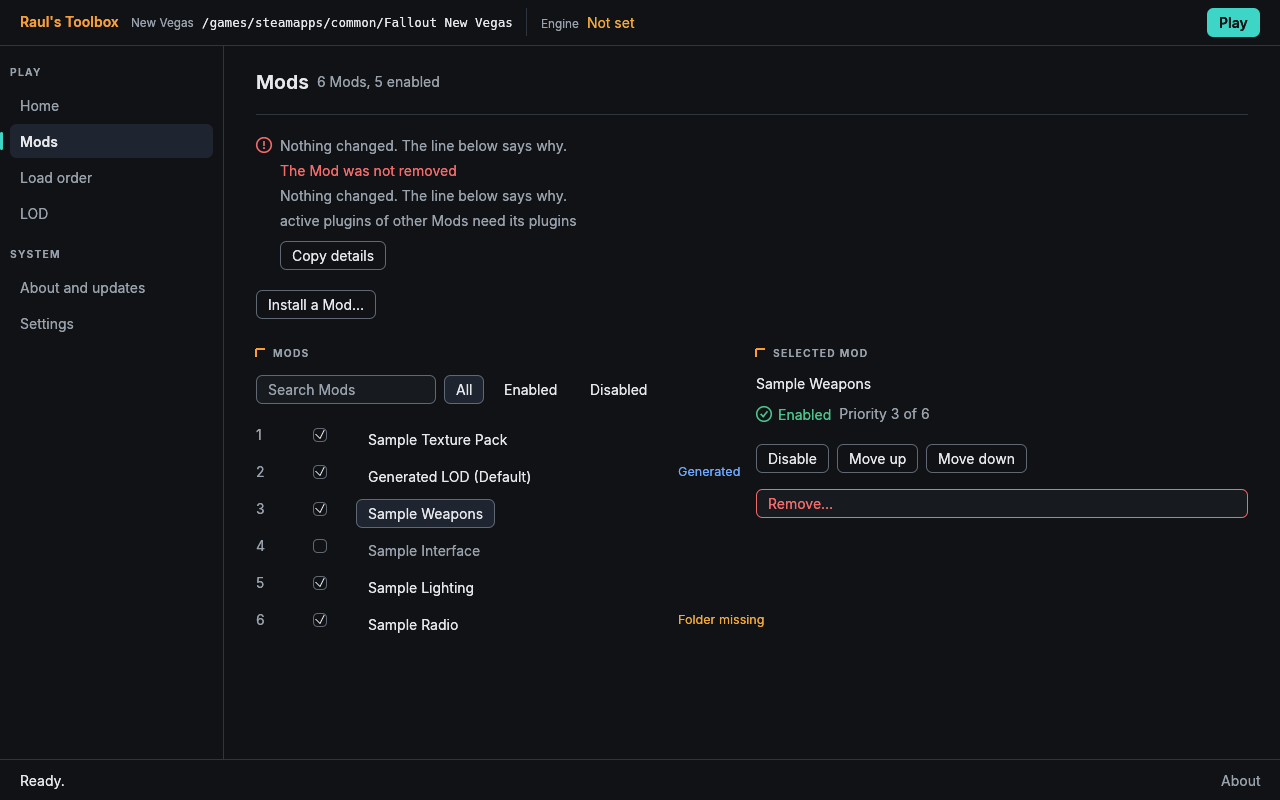 Raul's Toolbox New Vegas /games/steamapps/common/Fallout New Vegas Engine Not set Play
PLAY
Home
Mods
Load order
LOD
SYSTEM
About and updates
Settings
Mods 6 Mods, 5 enabled
Nothing changed. The line below says why.
The Mod was not removed
Nothing changed. The line below says why.
active plugins of other Mods need its plugins
Copy details
Install a Mod...
MODS
Search Mods All Enabled Disabled
1 Sample Texture Pack
2 Generated LOD (Default) Generated
3 Sample Weapons
4 Sample Interface
5 Sample Lighting
6 Sample Radio Folder missing
SELECTED MOD
Sample Weapons
Enabled Priority 3 of 6
Disable Move up Move down
Remove...
Ready. About